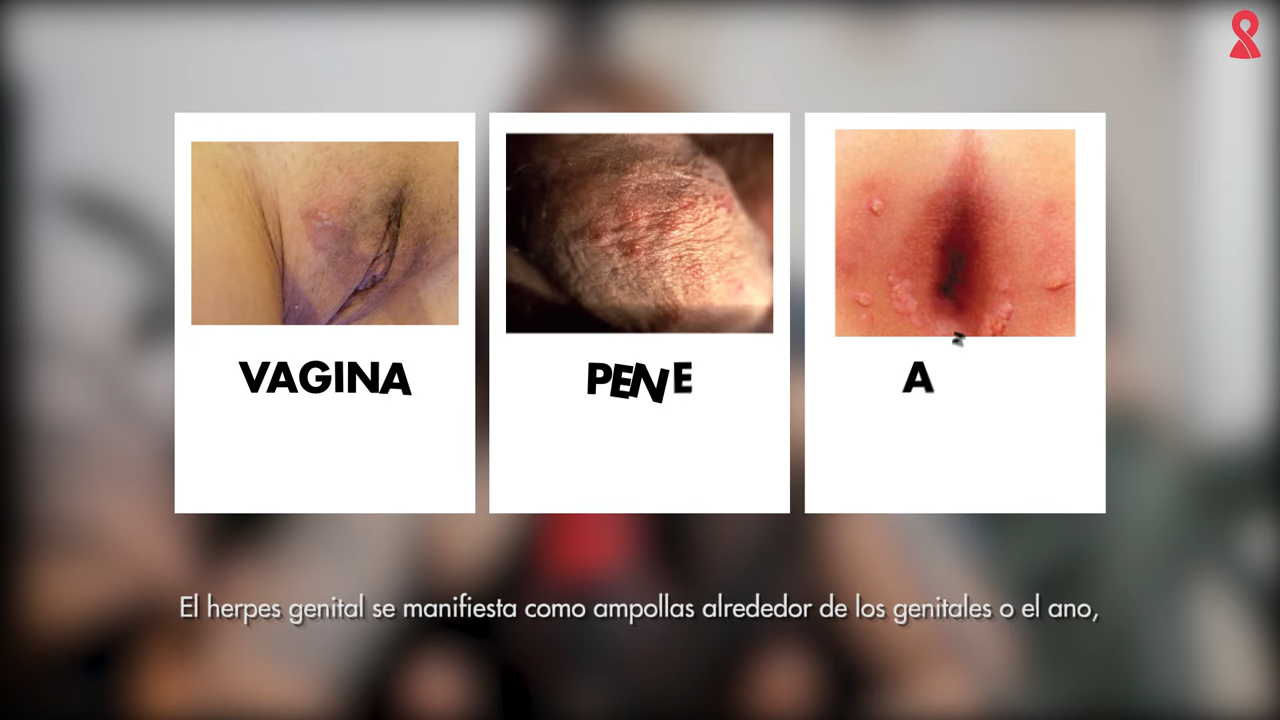 VAGINA
PENE
A
El herpes genital se manifiesta como ampollas alrededor de los genitales o el ano,